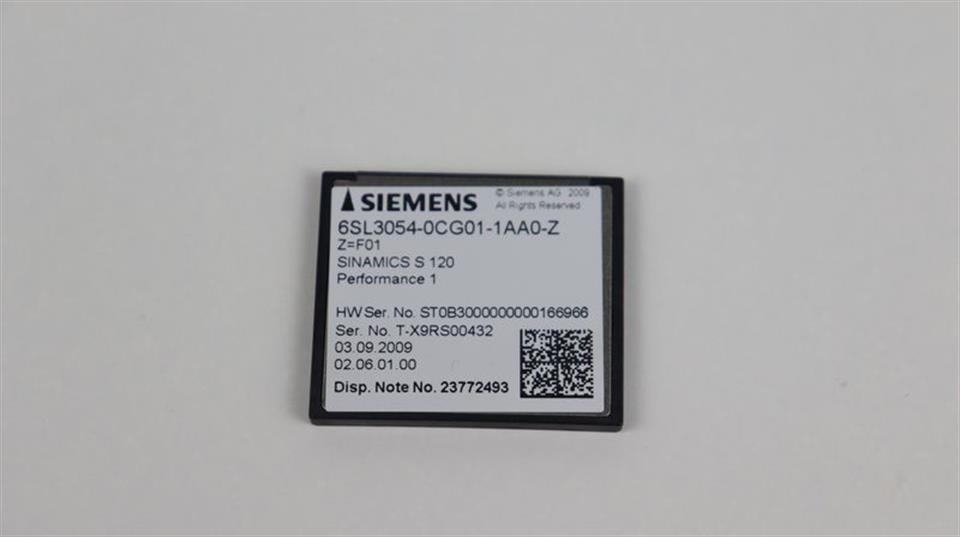 SIEMENS
© Siemens AG 2009
All Rights Reserved
6SL3054-0CG01-1AA0-Z
Z=F01
SINAMICS S 120
Performance 1
HW Ser. No. ST0B3000000000166966
Ser. No. T-X9RS00432
03.09.2009
02.06.01.00
Disp. Note No. 23772493